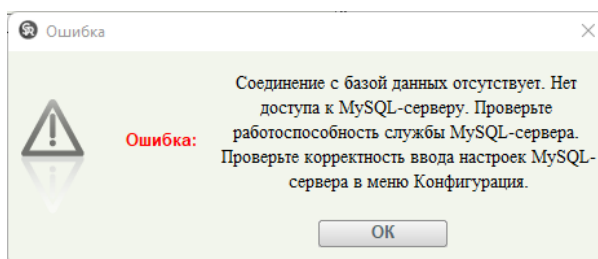 Ошибка
Соединение с базой данных отсутствует. Нет
доступа к MySQL-серверу. Проверьте
Ошибка: работоспособность службы MySQL-сервера.
Проверьте корректность ввода настроек MySQL-
сервера в меню Конфигурация.
OK